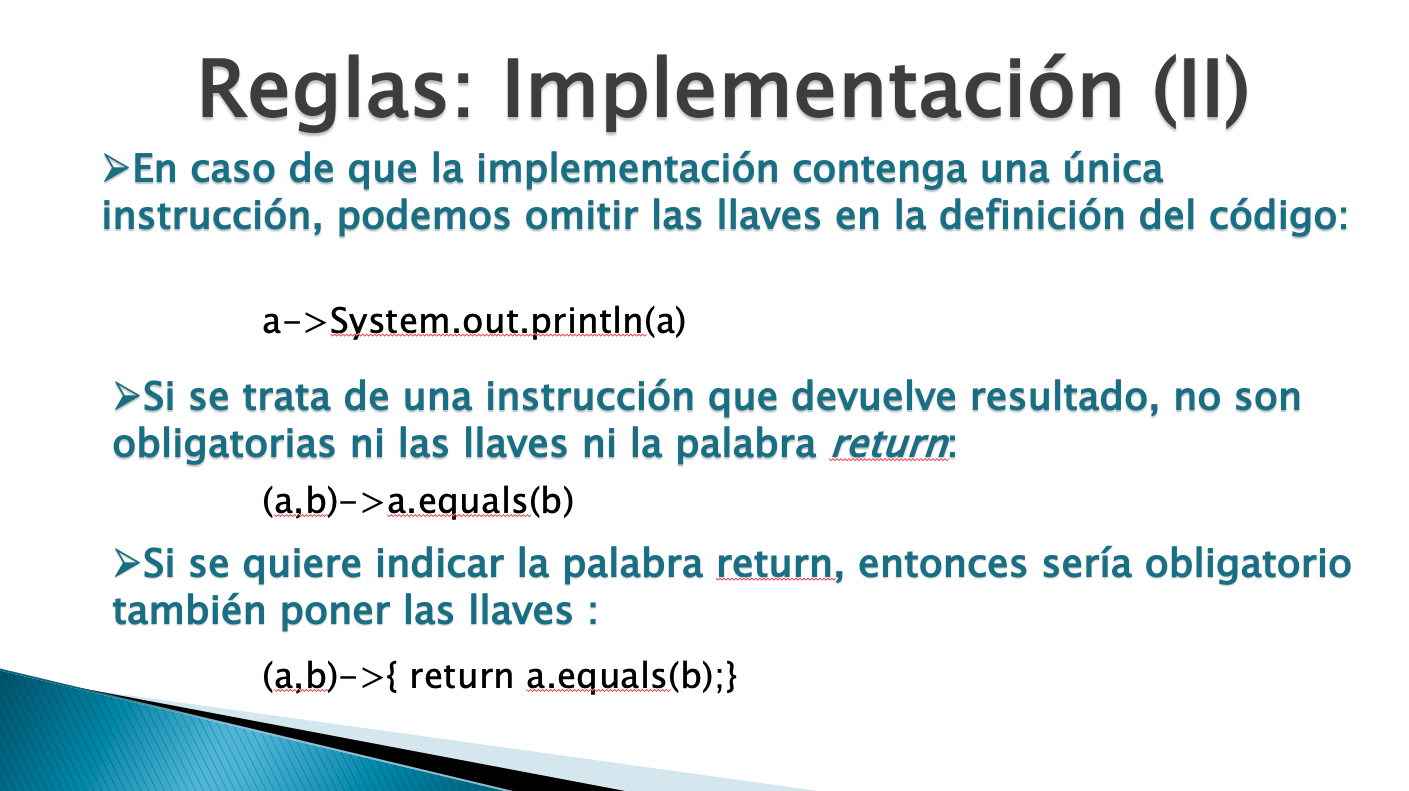 Reglas: Implementación (II)
➢En caso de que la implementación contenga una única
instrucción, podemos omitir las llaves en la definición del código:
a->System.out.println(a)
➢Si se trata de una instrucción que devuelve resultado, no son
obligatorias ni las llaves ni la palabra return:
(a,b)->a.equals(b)
➢Si se quiere indicar la palabra return, entonces sería obligatorio
también poner las llaves :
(a,b)->{ return a.equals(b);}